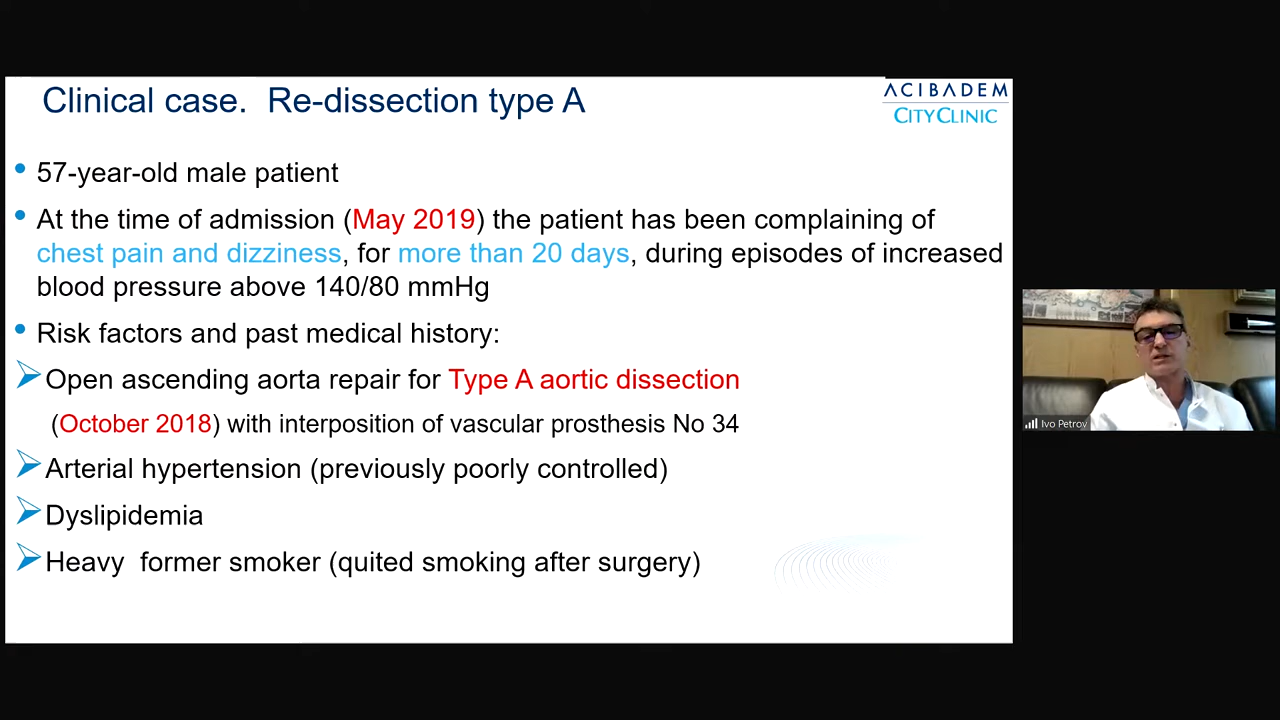 Clinical case. Re-dissection type A
ACIBADEM
CITYCLINIC
• 57-year-old male patient
• At the time of admission (May 2019) the patient has been complaining of
chest pain and dizziness, for more than 20 days, during episodes of increased
blood pressure above 140/80 mmHg
• Risk factors and past medical history:
➢ Open ascending aorta repair for Type A aortic dissection
(October 2018) with interposition of vascular prosthesis No 34
➢ Arterial hypertension (previously poorly controlled)
➢ Dyslipidemia
➢ Heavy former smoker (quited smoking after surgery)
Ivo Petrov